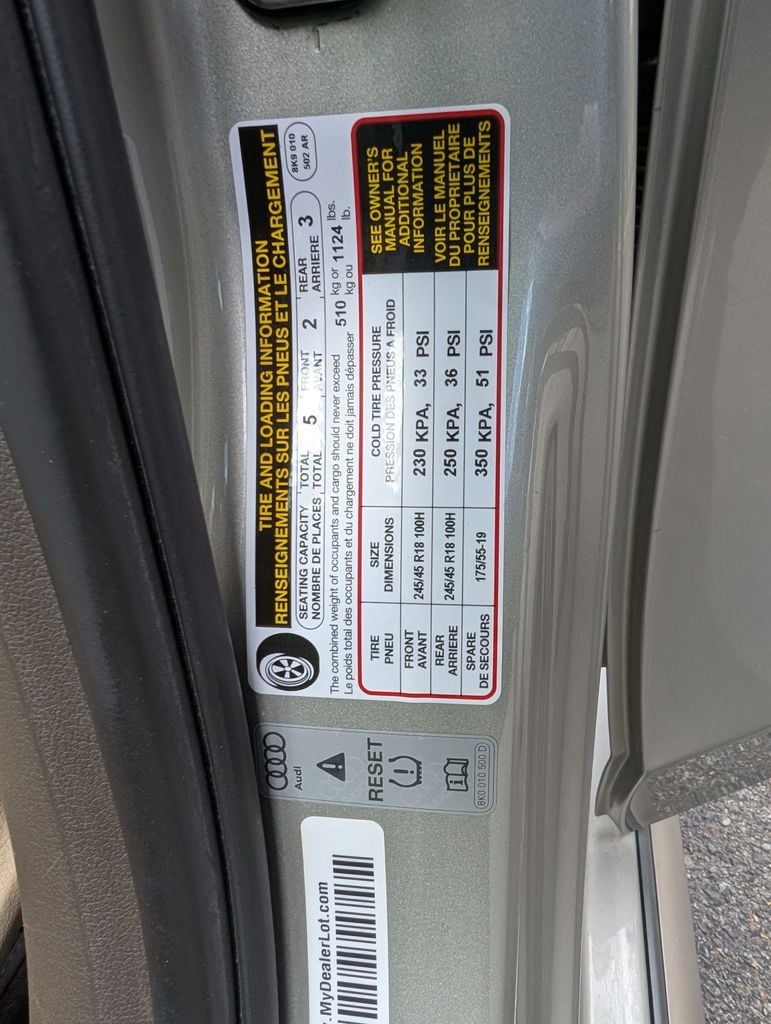 TIRE AND LOADING INFORMATION
RENSEIGNEMENTS SUR LES PNEUS ET LE CHARGEMENT
SEATING CAPACITY TOTAL 5 FRONT 2 REAR 3
NOMBRE DE PLACES TOTAL AVANT ARRIERE
8K9 010
502 AR
The combined weight of occupants and cargo should never exceed 510 kg or 1124 lbs.
Le poids total des occupants et du chargement ne doit jamais dépasser kg ou lb.
TIRE SIZE COLD TIRE PRESSURE
PNEU DIMENSIONS PRESSION DES PNEUS A FROID
FRONT
AVANT 245/45 R18 100H 230 KPA, 33 PSI
REAR
ARRIERE 245/45 R18 100H 250 KPA, 36 PSI
SPARE
DE SECOURS 175/55-19 350 KPA, 51 PSI
SEE OWNER'S
MANUAL FOR
ADDITIONAL
INFORMATION
VOIR LE MANUEL
DU PROPRIETAIRE
POUR PLUS DE
RENSEIGNEMENTS
Audi
RESET
8K0 010 500 D
.MyDealerLot.com